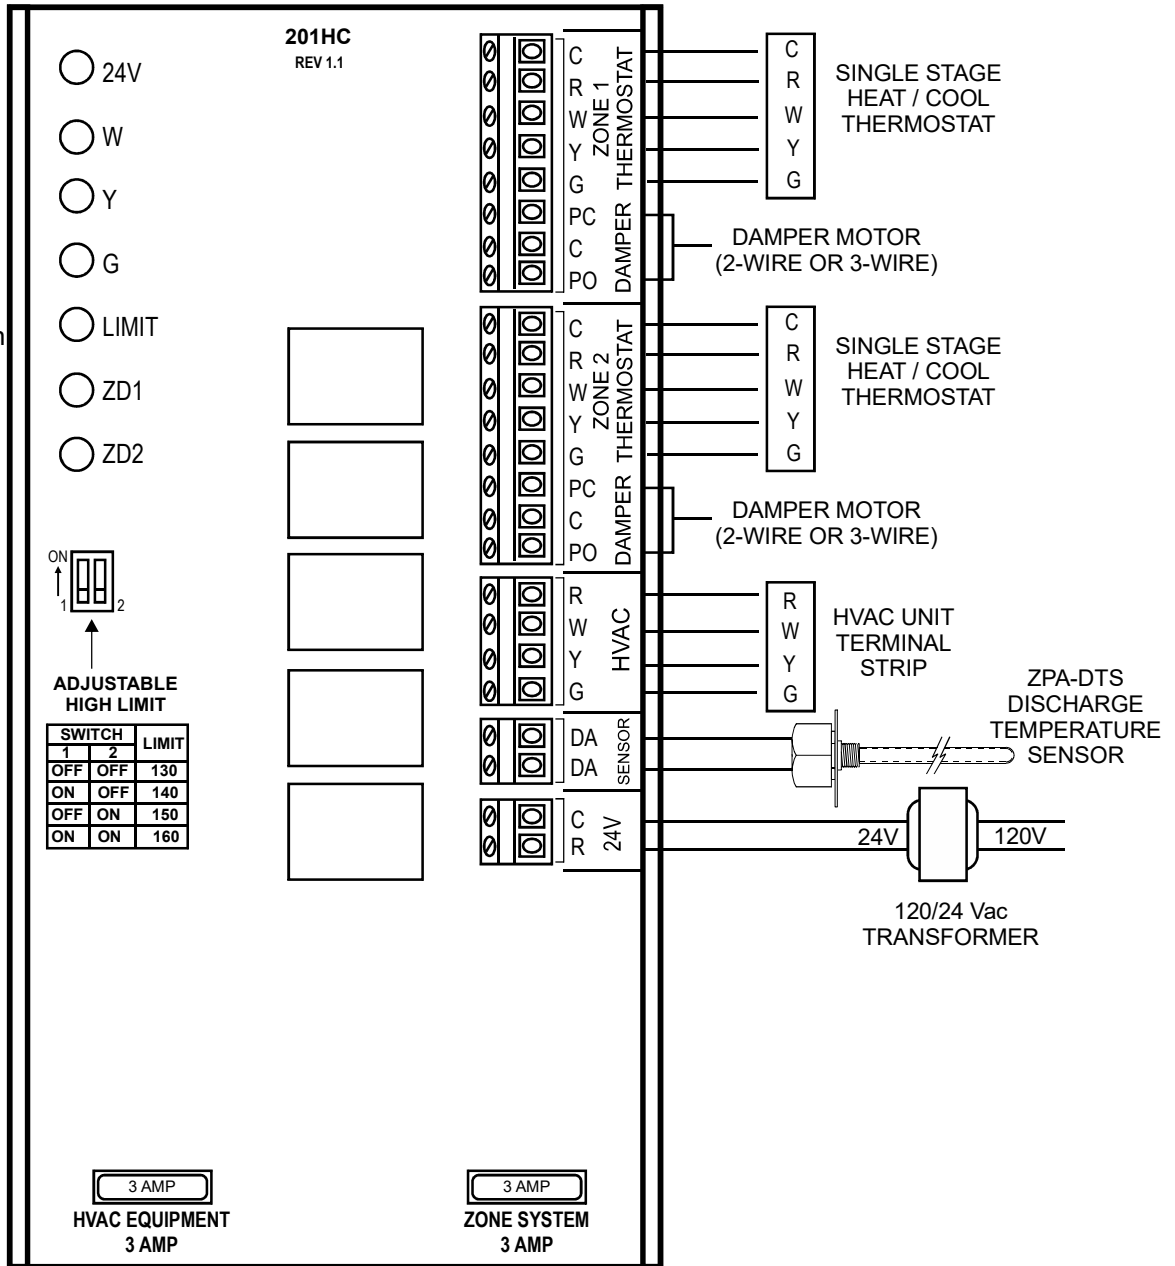 201HC
REV 1.1
24V
W
Y
G
LIMIT
ZD1
ZD2
ON
1
2
ADJUSTABLE
HIGH LIMIT
SWITCH LIMIT
1 2
OFF OFF 130
ON OFF 140
OFF ON 150
ON ON 160
C
R
W
Y
G
PC
C
PO
ZONE 1
THERMOSTAT
DAMPER
C
R
W
Y
G
SINGLE STAGE
HEAT / COOL
THERMOSTAT
DAMPER MOTOR
(2-WIRE OR 3-WIRE)
C
R
W
Y
G
PC
C
PO
ZONE 2
THERMOSTAT
DAMPER
C
R
W
Y
G
SINGLE STAGE
HEAT / COOL
THERMOSTAT
DAMPER MOTOR
(2-WIRE OR 3-WIRE)
R
W
Y
G
HVAC
R
W
Y
G
HVAC UNIT
TERMINAL
STRIP
DA
DA
SENSOR
ZPA-DTS
DISCHARGE
TEMPERATURE
SENSOR
C
R
24V
24V
120V
120/24 Vac
TRANSFORMER
3 AMP
HVAC EQUIPMENT
3 AMP
3 AMP
ZONE SYSTEM
3 AMP